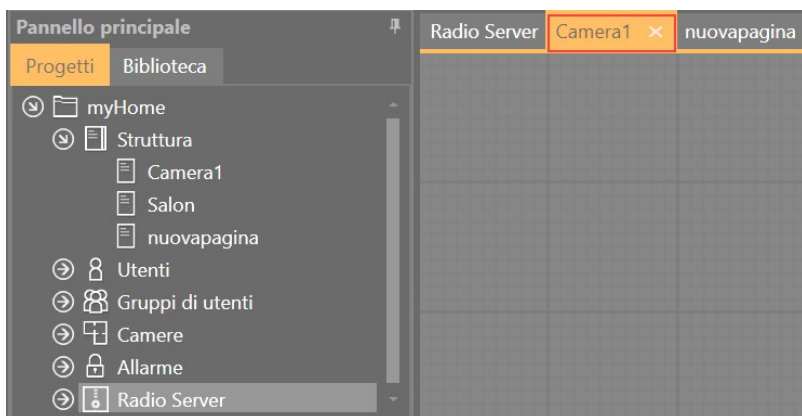 Pannello principale
Radio Server Camera1 nuovapagina
Progetti Biblioteca
myHome
Struttura
Camera1
Salon
nuovapagina
Utenti
Gruppi di utenti
Camere
Allarme
Radio Server